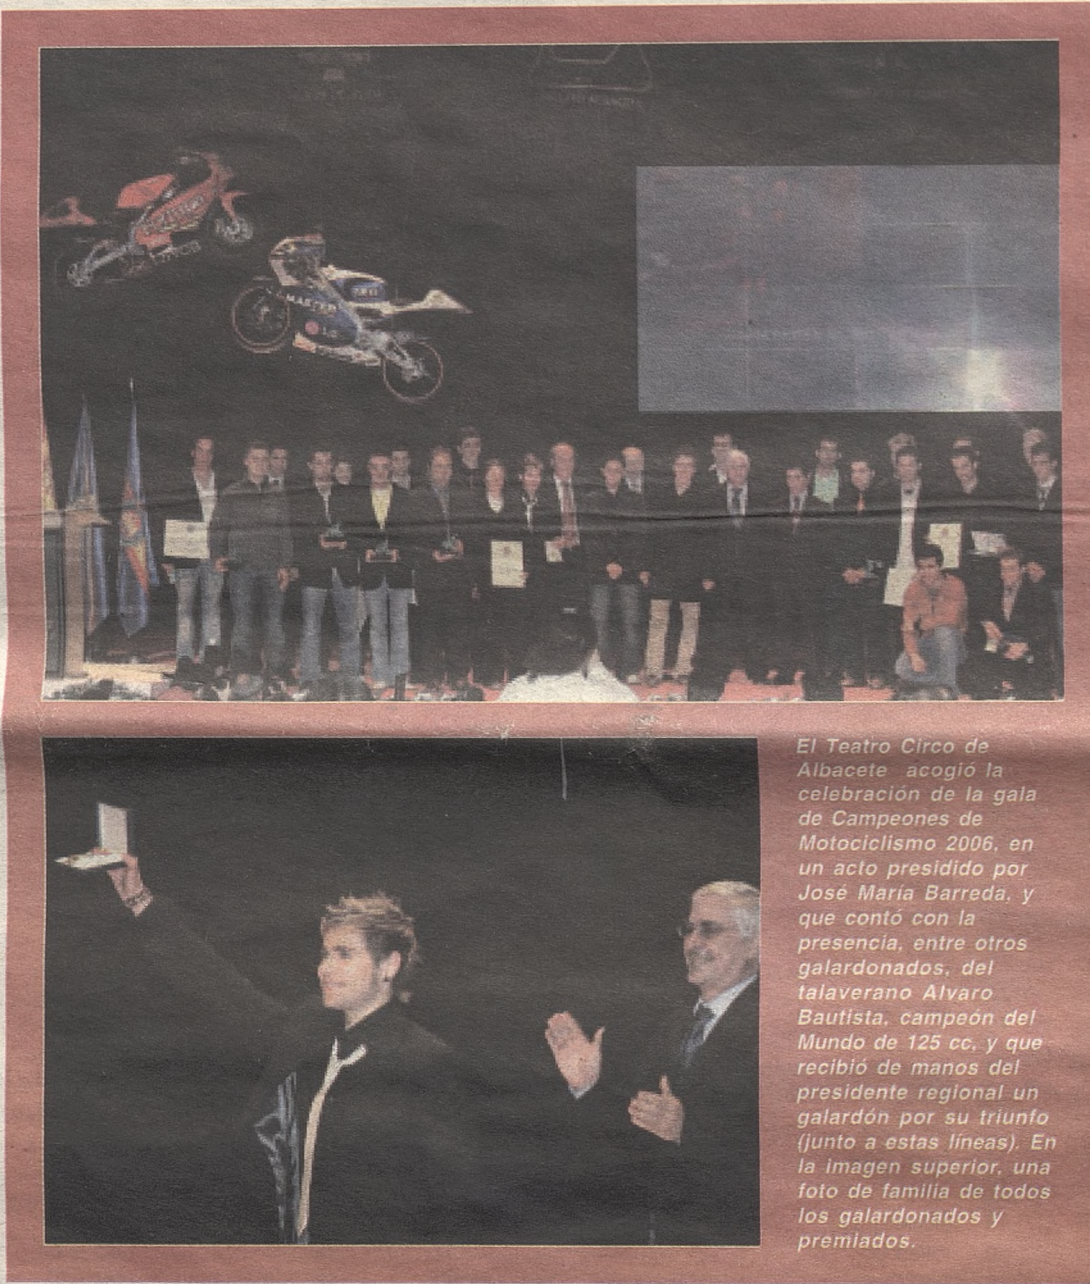 MASTER
El Teatro Circo de
Albacete acogió la
celebración de la gala
de Campeones de
Motociclismo 2006, en
un acto presidido por
José María Barreda, y
que contó con la
presencia, entre otros
galardonados, del
talaverano Alvaro
Bautista, campeón del
Mundo de 125 cc, y que
recibió de manos del
presidente regional un
galardón por su triunfo
(junto a estas líneas). En
la imagen superior, una
foto de familia de todos
los galardonados y
premiados.